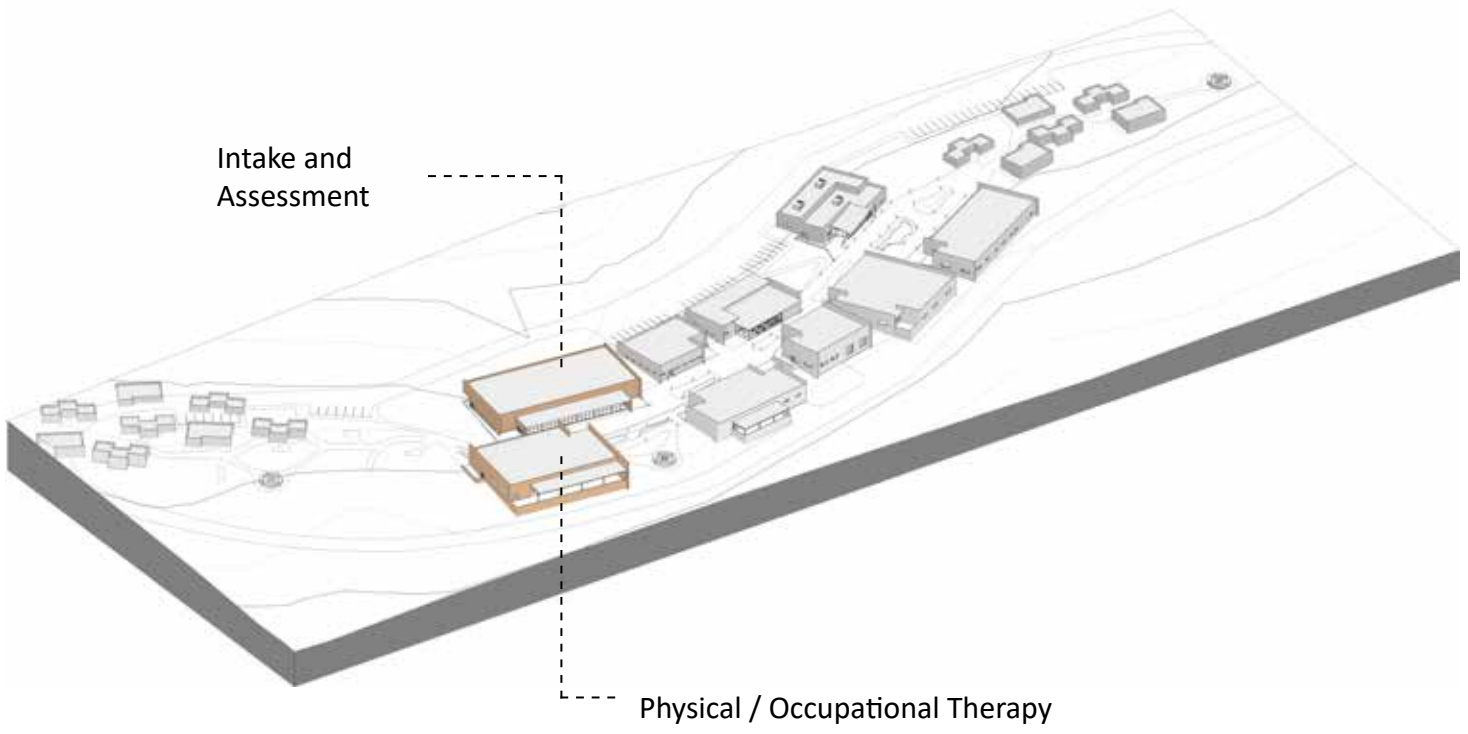 Intake and
Assessment
Physical / Occupational Therapy